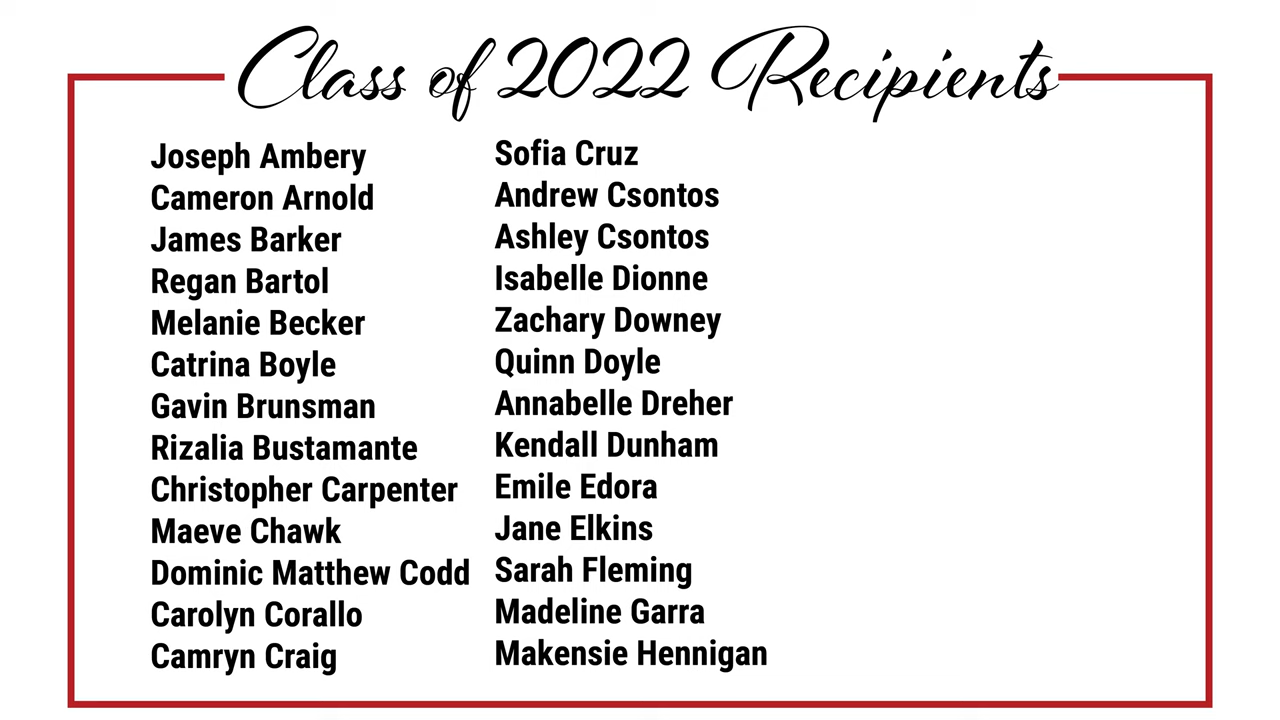 Class of 2022 Recipients
Joseph Ambery
Cameron Arnold
James Barker
Regan Bartol
Melanie Becker
Catrina Boyle
Gavin Brunsman
Rizalia Bustamante
Christopher Carpenter
Maeve Chawk
Dominic Matthew Codd
Carolyn Corallo
Camryn Craig
Sofia Cruz
Andrew Csontos
Ashley Csontos
Isabelle Dionne
Zachary Downey
Quinn Doyle
Annabelle Dreher
Kendall Dunham
Emile Edora
Jane Elkins
Sarah Fleming
Madeline Garra
Makensie Hennigan